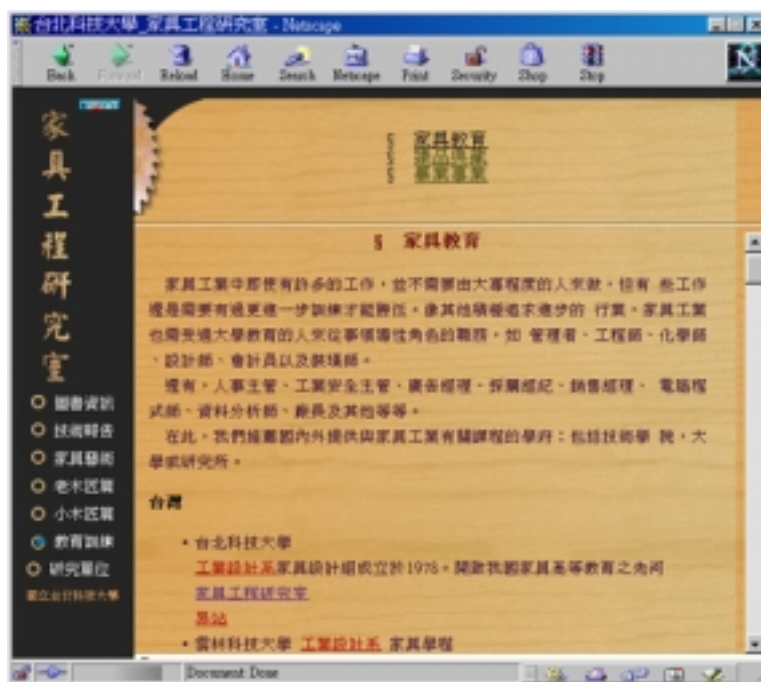 台北科技大學_家具工程研究室 - Netscape
Back Forward Reload Home Search Netscape Print Security Shop Stop
家具工程研究室
圖書資訊
技術報告
家具藝術
老木匠篇
小木匠篇
教育訓練
研究單位
國立台北科技大學
§ 家具教育
§
§
§ 家具教育
家具工業中即使有許多的工作，並不需要由大專程度的人來做，但有 些工作
還是需要有過更進一步訓練才能勝任。像其他積極追求進步的 行業，家具工業
也需受過大學教育的人來從事領導性角色的職務，如 管理者、工程師、化學師
、設計師、會計員以及裝璜師。
還有，人事主管、工業安全主管、廣告經理、採購經紀、銷售經理、 電腦程
式師、資料分析師、廠長及其他等等。
在此，我們推薦國內外提供與家具工業有關課程的學府；包括技術學 院，大
學或研究所。
台灣
• 台北科技大學
工業設計系家具設計組成立於1978，開啟我國家具高等教育之先河
家具工程研究室
易站
• 雲林科技大學 工業設計系 家具學程
Document: Done